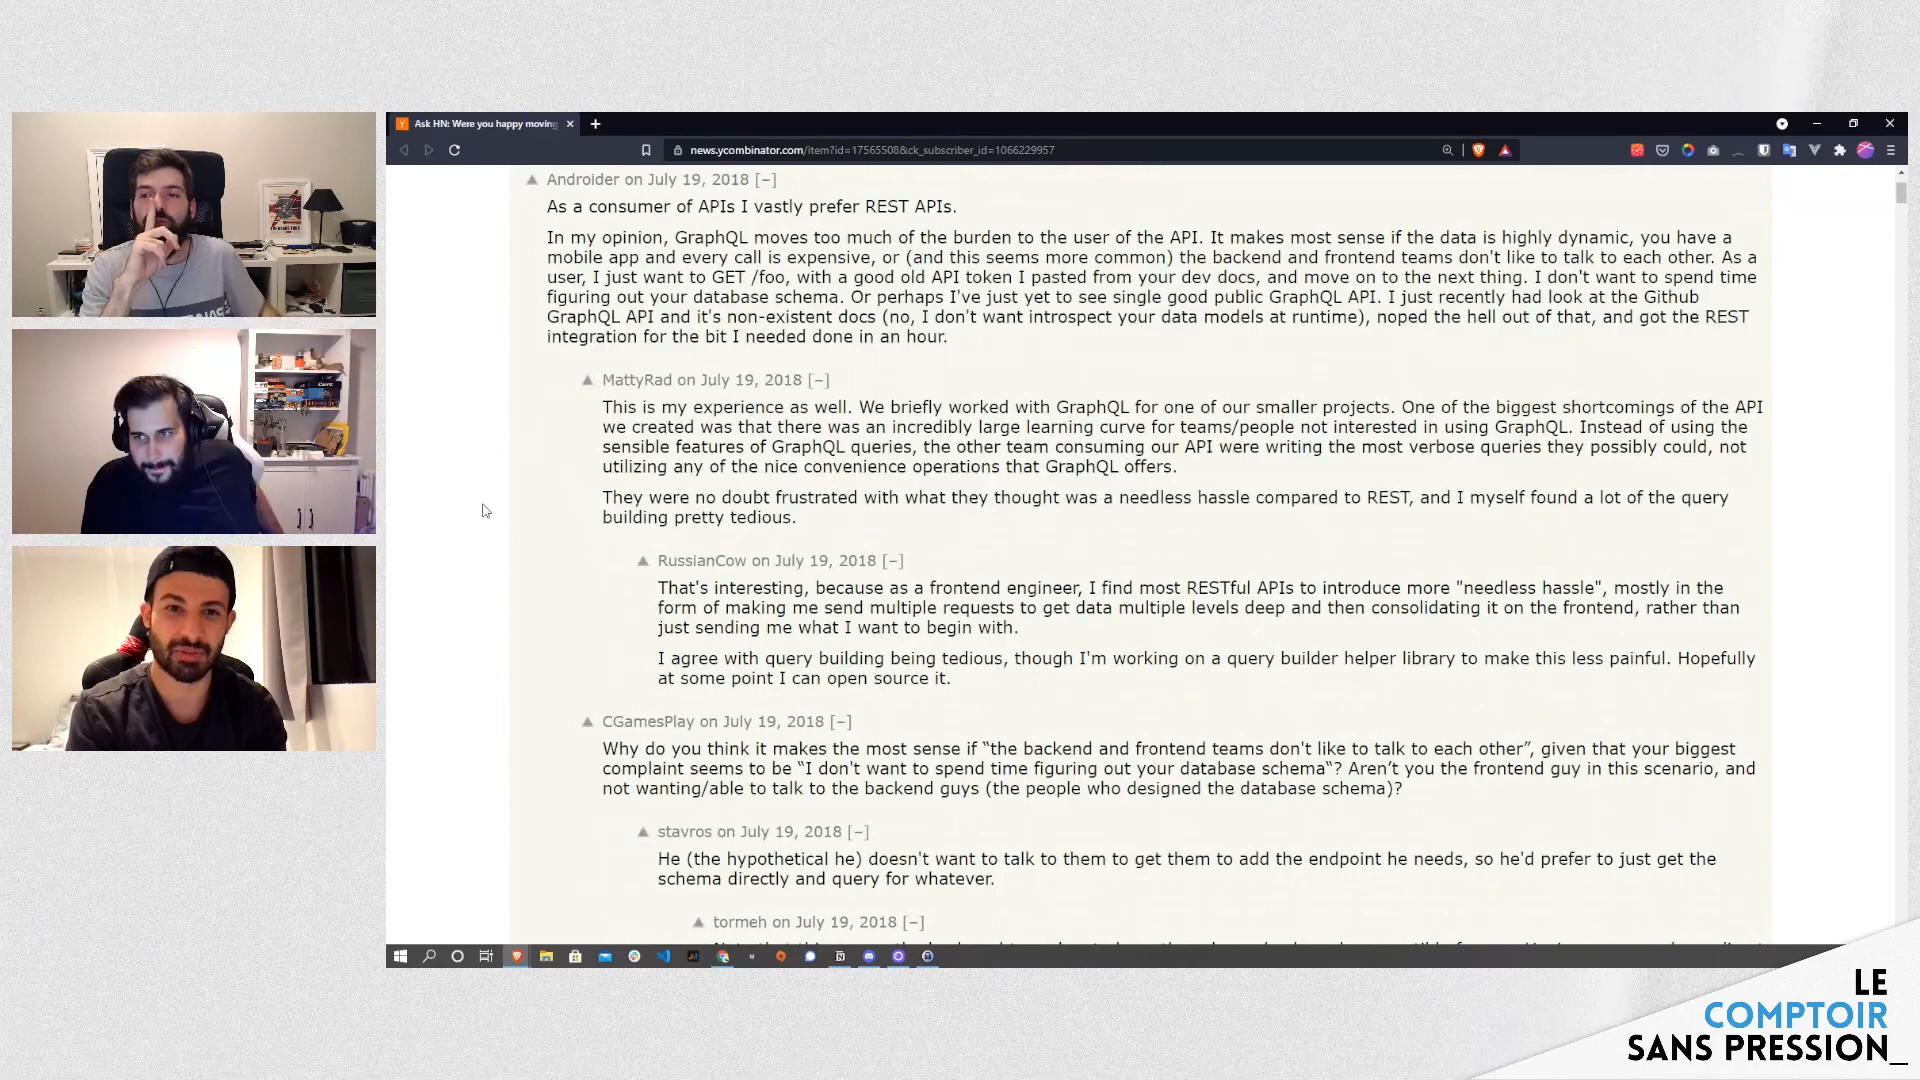 Ask HN: Were you happy moving
news.ycombinator.com/item?id=17565508&ck_subscriber_id=1066229957
Androider on July 19, 2018 [–]
As a consumer of APIs I vastly prefer REST APIs.
In my opinion, GraphQL moves too much of the burden to the user of the API. It makes most sense if the data is highly dynamic, you have a
mobile app and every call is expensive, or (and this seems more common) the backend and frontend teams don't like to talk to each other. As a
user, I just want to GET /foo, with a good old API token I pasted from your dev docs, and move on to the next thing. I don't want to spend time
figuring out your database schema. Or perhaps I've just yet to see single good public GraphQL API. I just recently had look at the Github
GraphQL API and it's non-existent docs (no, I don't want introspect your data models at runtime), noped the hell out of that, and got the REST
integration for the bit I needed done in an hour.
MattyRad on July 19, 2018 [–]
This is my experience as well. We briefly worked with GraphQL for one of our smaller projects. One of the biggest shortcomings of the API
we created was that there was an incredibly large learning curve for teams/people not interested in using GraphQL. Instead of using the
sensible features of GraphQL queries, the other team consuming our API were writing the most verbose queries they possibly could, not
utilizing any of the nice convenience operations that GraphQL offers.
They were no doubt frustrated with what they thought was a needless hassle compared to REST, and I myself found a lot of the query
building pretty tedious.
RussianCow on July 19, 2018 [–]
That's interesting, because as a frontend engineer, I find most RESTful APIs to introduce more "needless hassle", mostly in the
form of making me send multiple requests to get data multiple levels deep and then consolidating it on the frontend, rather than
just sending me what I want to begin with.
I agree with query building being tedious, though I'm working on a query builder helper library to make this less painful. Hopefully
at some point I can open source it.
CGamesPlay on July 19, 2018 [–]
Why do you think it makes the most sense if “the backend and frontend teams don't like to talk to each other”, given that your biggest
complaint seems to be “I don't want to spend time figuring out your database schema“? Aren’t you the frontend guy in this scenario, and
not wanting/able to talk to the backend guys (the people who designed the database schema)?
stavros on July 19, 2018 [–]
He (the hypothetical he) doesn't want to talk to them to get them to add the endpoint he needs, so he'd prefer to just get the
schema directly and query for whatever.
tormeh on July 19, 2018 [–]
LE
COMPTOIR
SANS PRESSION_